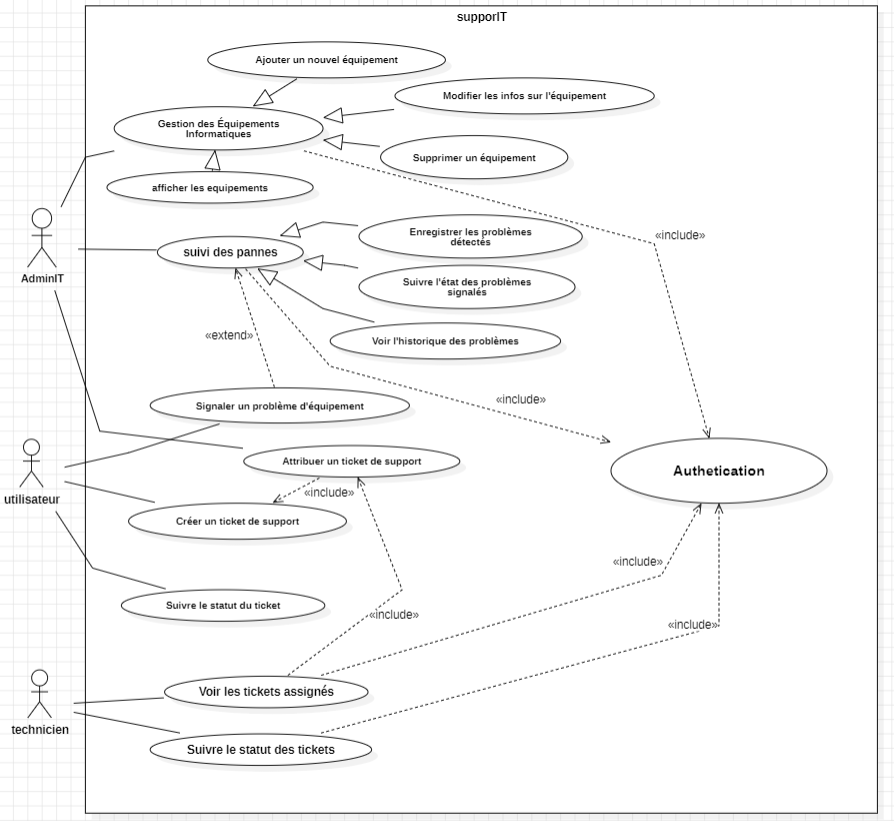 supporIT
Ajouter un nouvel équipement
Modifier les infos sur l'équipement
Gestion des Équipements
Informatiques
Supprimer un équipement
afficher les equipements
Enregistrer les problèmes
détectés
«include»
suivi des pannes
AdminIT
Suivre l'état des problèmes
signalés
«extend»
Voir l'historique des problèmes
«include»
Signaler un problème d'équipement
Attribuer un ticket de support
Authetication
utilisateur
«include»
Créer un ticket de support
«include»
Suivre le statut du ticket
«include»
«include»
Voir les tickets assignés
technicien
Suivre le statut des tickets